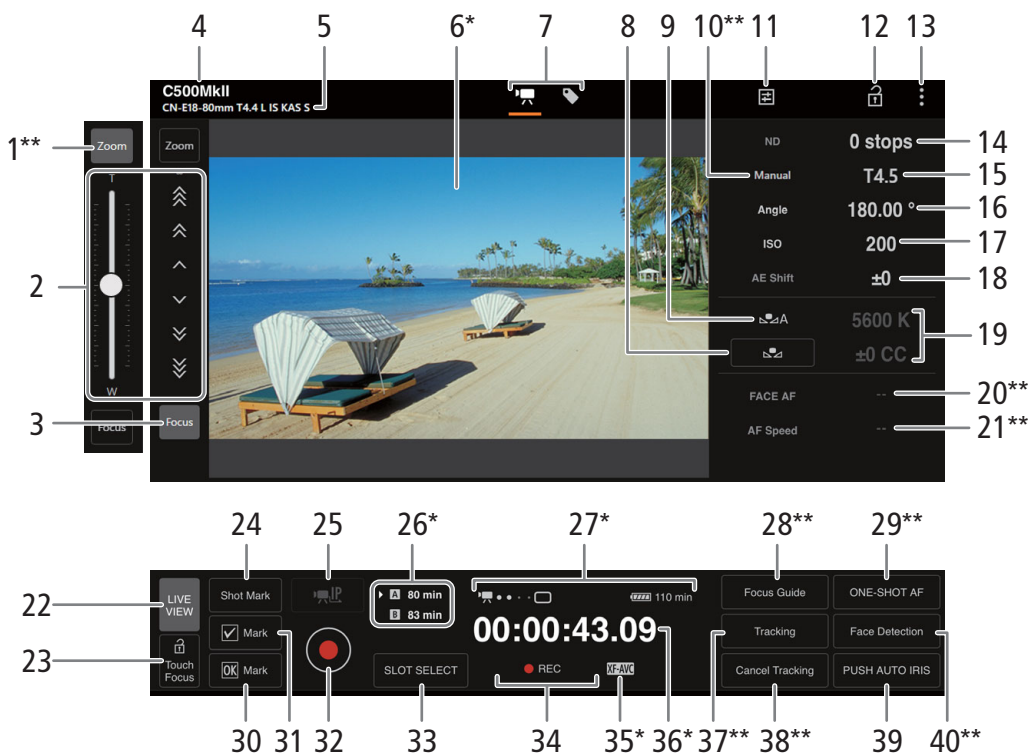 4 5 6* 7 8 9 10** 11 12 13
C500MkII
CN-E18-80mm T4.4 L IS KAS S
1** Zoom Zoom
T
2
W
3 Focus Focus
ND 0 stops 14
Manual T4.5 15
Angle 180.00 ° 16
ISO 200 17
AE Shift ±0 18
A 5600 K
±0 CC 19
FACE AF -- 20**
AF Speed -- 21**
24 25 26* 27* 28** 29**
22 LIVE VIEW Shot Mark IP A 80 min 110 min Focus Guide ONE-SHOT AF
B 83 min
00:00:43.09
Mark Tracking Face Detection
23 Touch Focus OK Mark SLOT SELECT REC XF-AVC Cancel Tracking PUSH AUTO IRIS
30 31 32 33 34 35* 36* 37** 38** 39 40**